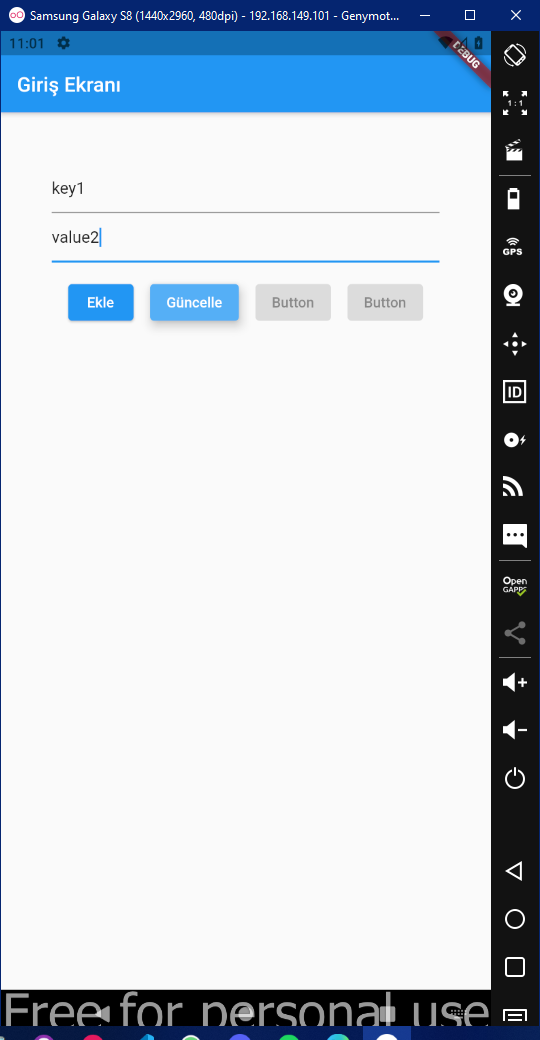 Samsung Galaxy S8 (1440x2960, 480dpi) - 192.168.149.101 - Genymot...
11:01
DEBUG
Giriş Ekranı
key1
value2
Ekle Güncelle Button Button
1:1
GPS
ID
Open
GAPPS
Free for personal use